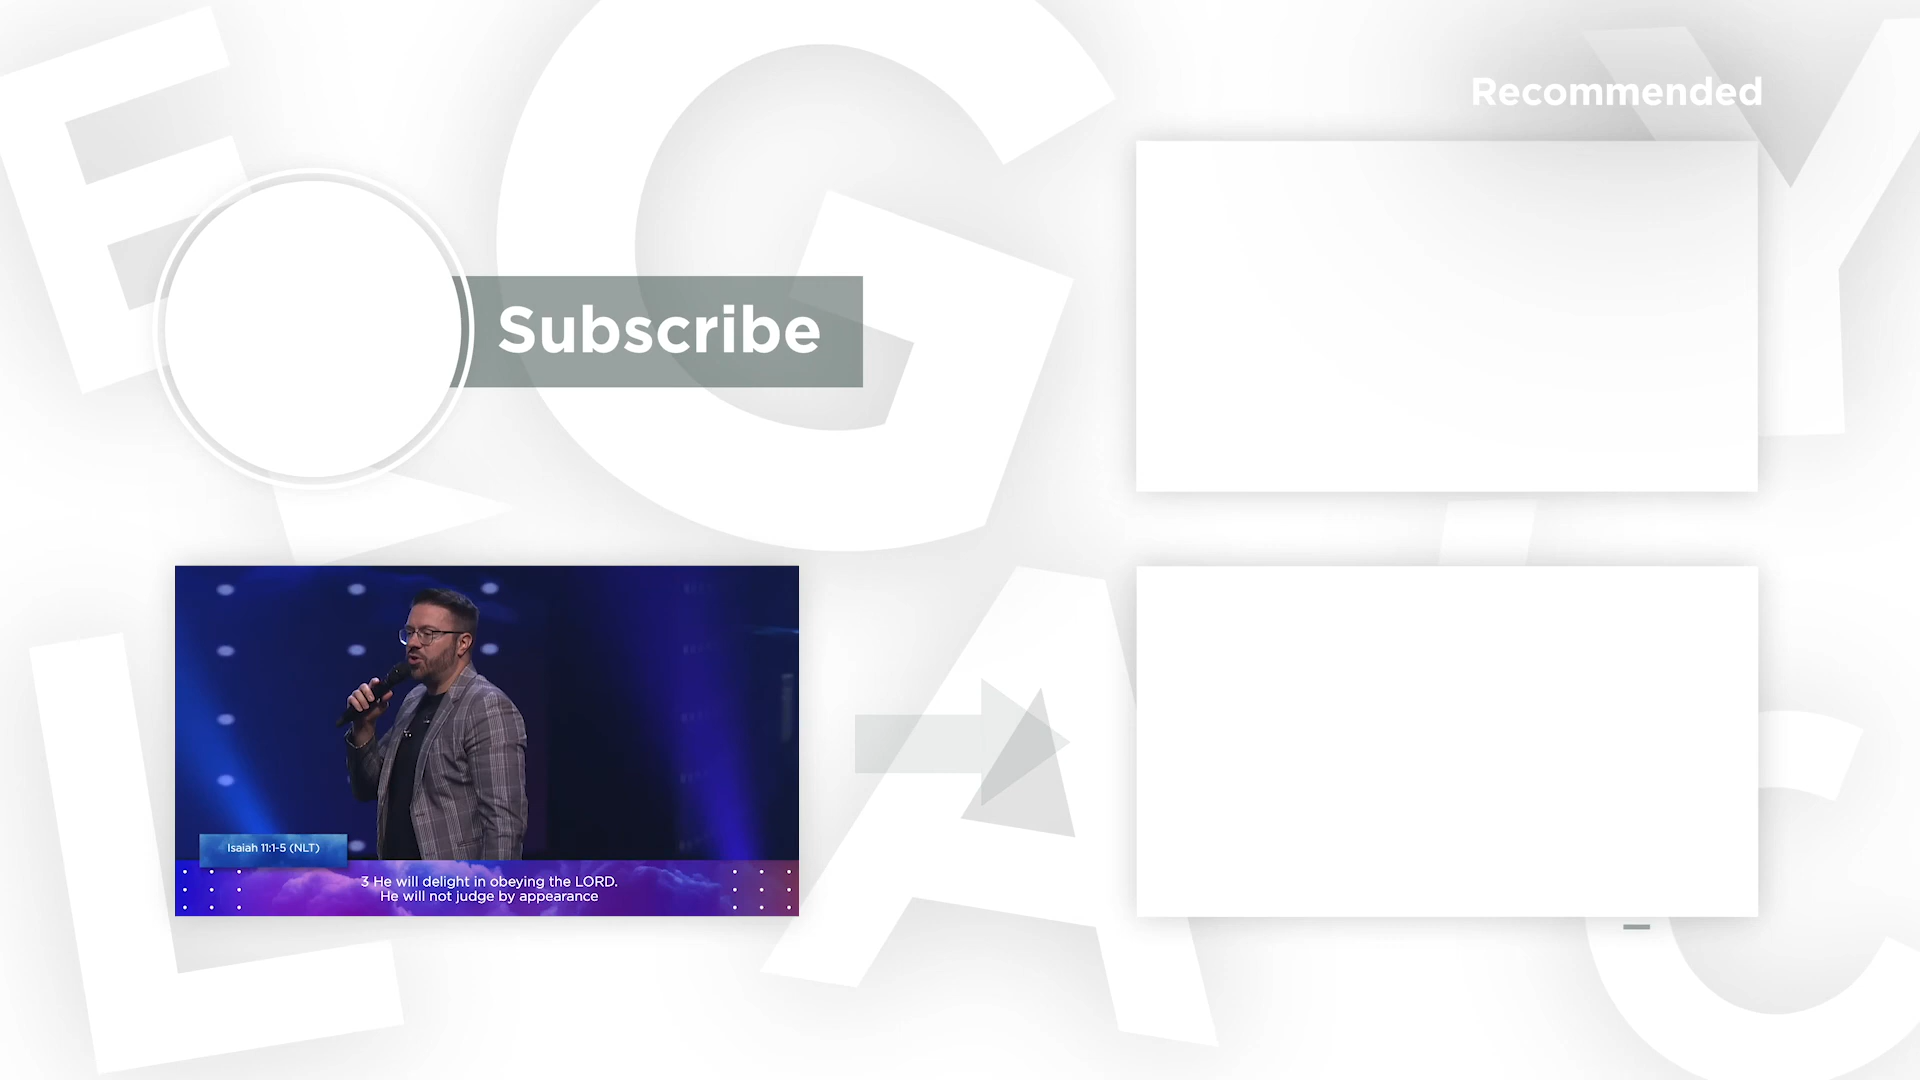 Recommended
Subscribe
Isaiah 11:1-5 (NLT)
3 He will delight in obeying the LORD.
He will not judge by appearance
E G Y
L A C